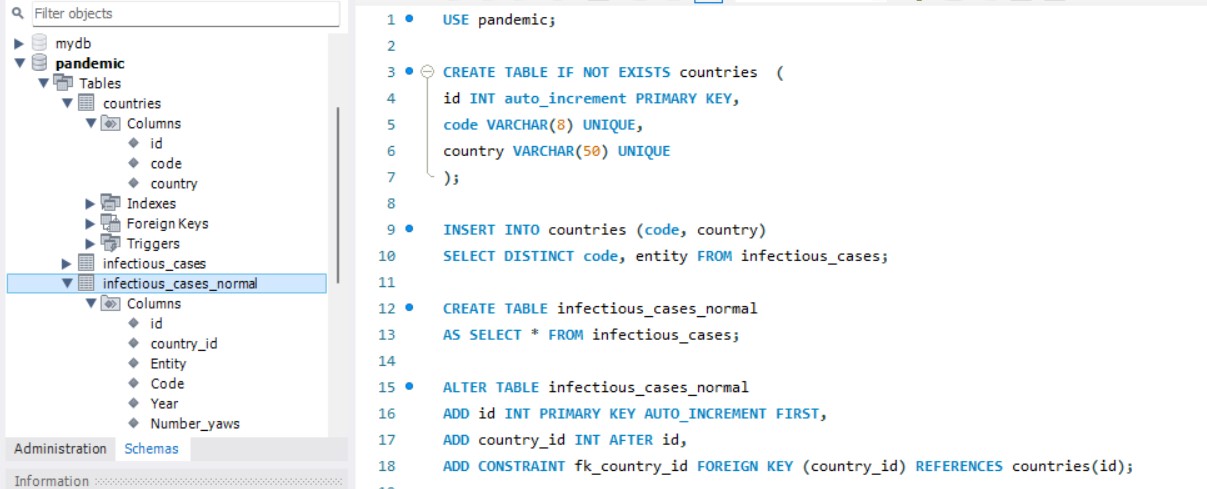 Filter objects
mydb
pandemic
Tables
countries
Columns
id
code
country
Indexes
Foreign Keys
Triggers
infectious_cases
infectious_cases_normal
Columns
id
country_id
Entity
Code
Year
Number_yaws
Administration Schemas
Information
1 USE pandemic;
2
3 CREATE TABLE IF NOT EXISTS countries (
4 id INT auto_increment PRIMARY KEY,
5 code VARCHAR(8) UNIQUE,
6 country VARCHAR(50) UNIQUE
7 );
8
9 INSERT INTO countries (code, country)
10 SELECT DISTINCT code, entity FROM infectious_cases;
11
12 CREATE TABLE infectious_cases_normal
13 AS SELECT * FROM infectious_cases;
14
15 ALTER TABLE infectious_cases_normal
16 ADD id INT PRIMARY KEY AUTO_INCREMENT FIRST,
17 ADD country_id INT AFTER id,
18 ADD CONSTRAINT fk_country_id FOREIGN KEY (country_id) REFERENCES countries(id);